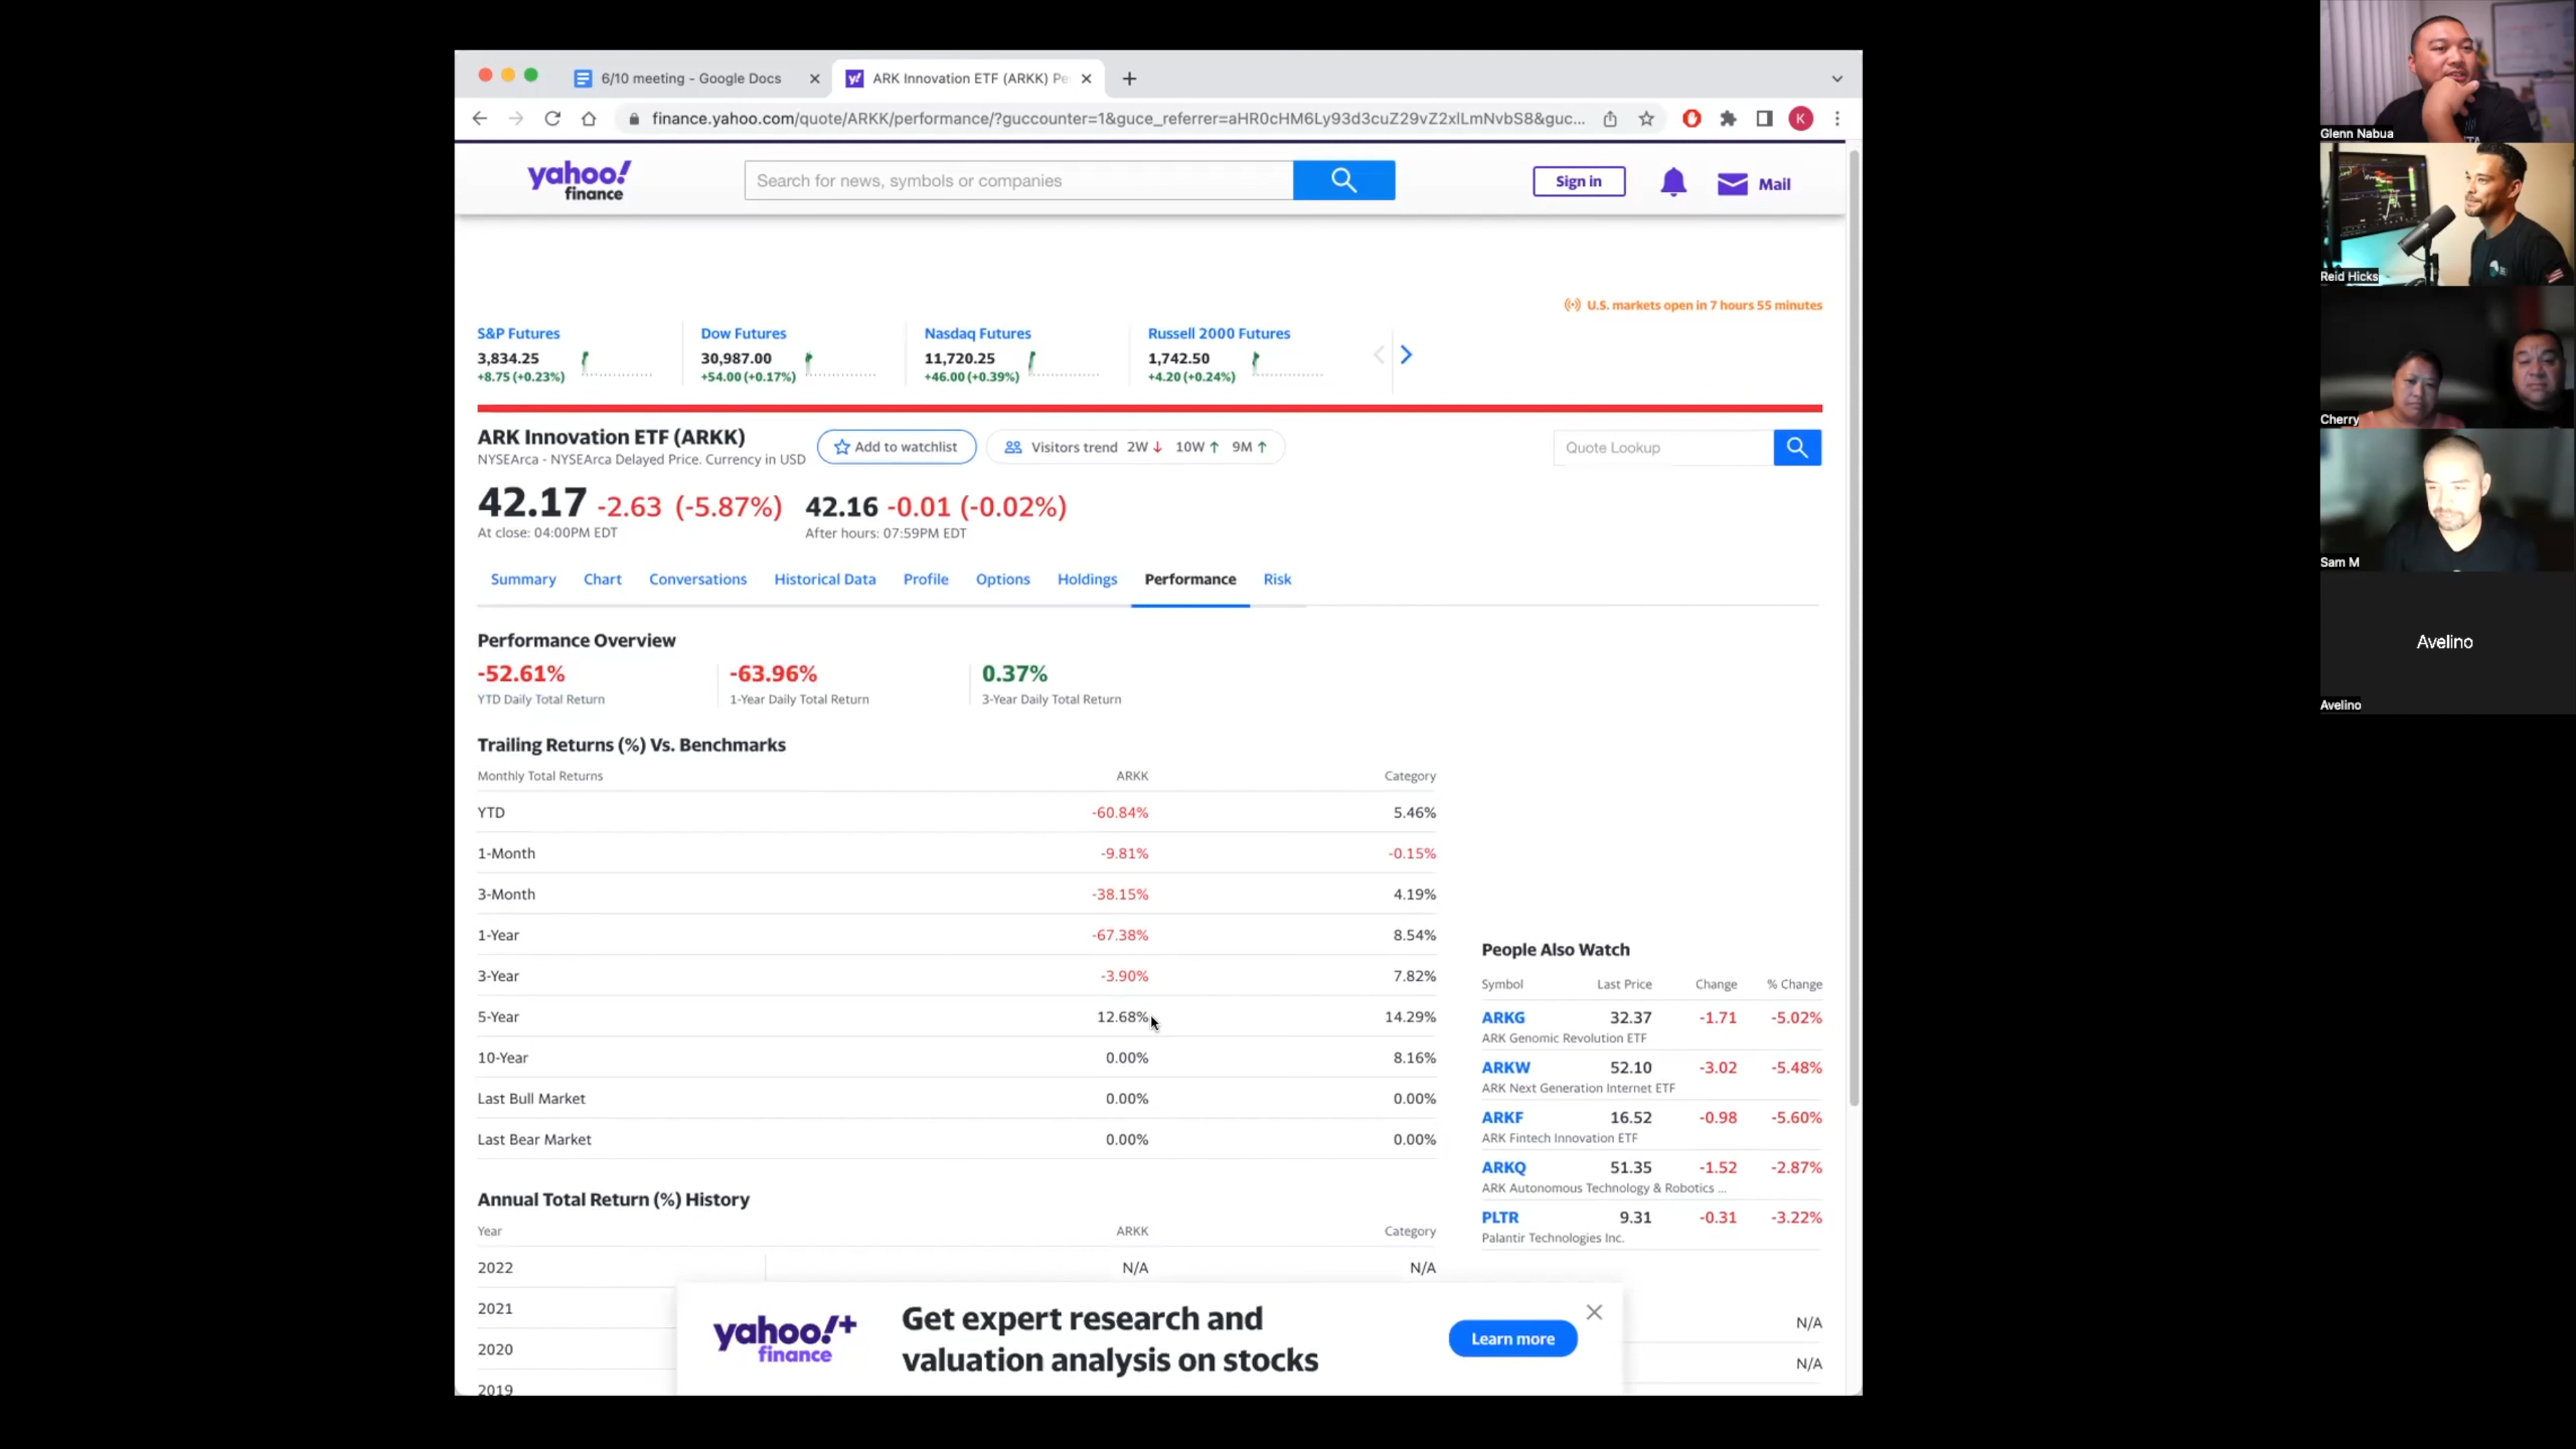 6/10 meeting - Google Docs
ARK Innovation ETF (ARKK) Pe
finance.yahoo.com/quote/ARKK/performance/?guccounter=1&guce_referrer=aHR0cHM6Ly93d3cuZ29vZ2xlLmNvbS8&guc...
K
yahoo!
finance
Search for news, symbols or companies
Sign in
Mail
U.S. markets open in 7 hours 55 minutes
S&P Futures
3,834.25
+8.75 (+0.23%)
Dow Futures
30,987.00
+54.00 (+0.17%)
Nasdaq Futures
11,720.25
+46.00 (+0.39%)
Russell 2000 Futures
1,742.50
+4.20 (+0.24%)
ARK Innovation ETF (ARKK)
NYSEArca - NYSEArca Delayed Price. Currency in USD
Add to watchlist
Visitors trend 2W 10W 9M
Quote Lookup
42.17 -2.63 (-5.87%)
At close: 04:00PM EDT
42.16 -0.01 (-0.02%)
After hours: 07:59PM EDT
Summary Chart Conversations Historical Data Profile Options Holdings Performance Risk
Performance Overview
-52.61%
YTD Daily Total Return
-63.96%
1-Year Daily Total Return
0.37%
3-Year Daily Total Return
Trailing Returns (%) Vs. Benchmarks
Monthly Total Returns ARKK Category
YTD -60.84% 5.46%
1-Month -9.81% -0.15%
3-Month -38.15% 4.19%
1-Year -67.38% 8.54%
3-Year -3.90% 7.82%
5-Year 12.68% 14.29%
10-Year 0.00% 8.16%
Last Bull Market 0.00% 0.00%
Last Bear Market 0.00% 0.00%
Annual Total Return (%) History
Year ARKK Category
2022 N/A N/A
2021
2020
2019
People Also Watch
Symbol Last Price Change % Change
ARKG 32.37 -1.71 -5.02%
ARK Genomic Revolution ETF
ARKW 52.10 -3.02 -5.48%
ARK Next Generation Internet ETF
ARKF 16.52 -0.98 -5.60%
ARK Fintech Innovation ETF
ARKQ 51.35 -1.52 -2.87%
ARK Autonomous Technology & Robotics ...
PLTR 9.31 -0.31 -3.22%
Palantir Technologies Inc.
N/A
N/A
yahoo!+
finance
Get expert research and
valuation analysis on stocks
Learn more
Glenn Nabua
Reid Hicks
Cherry
Sam M
Avelino
Avelino